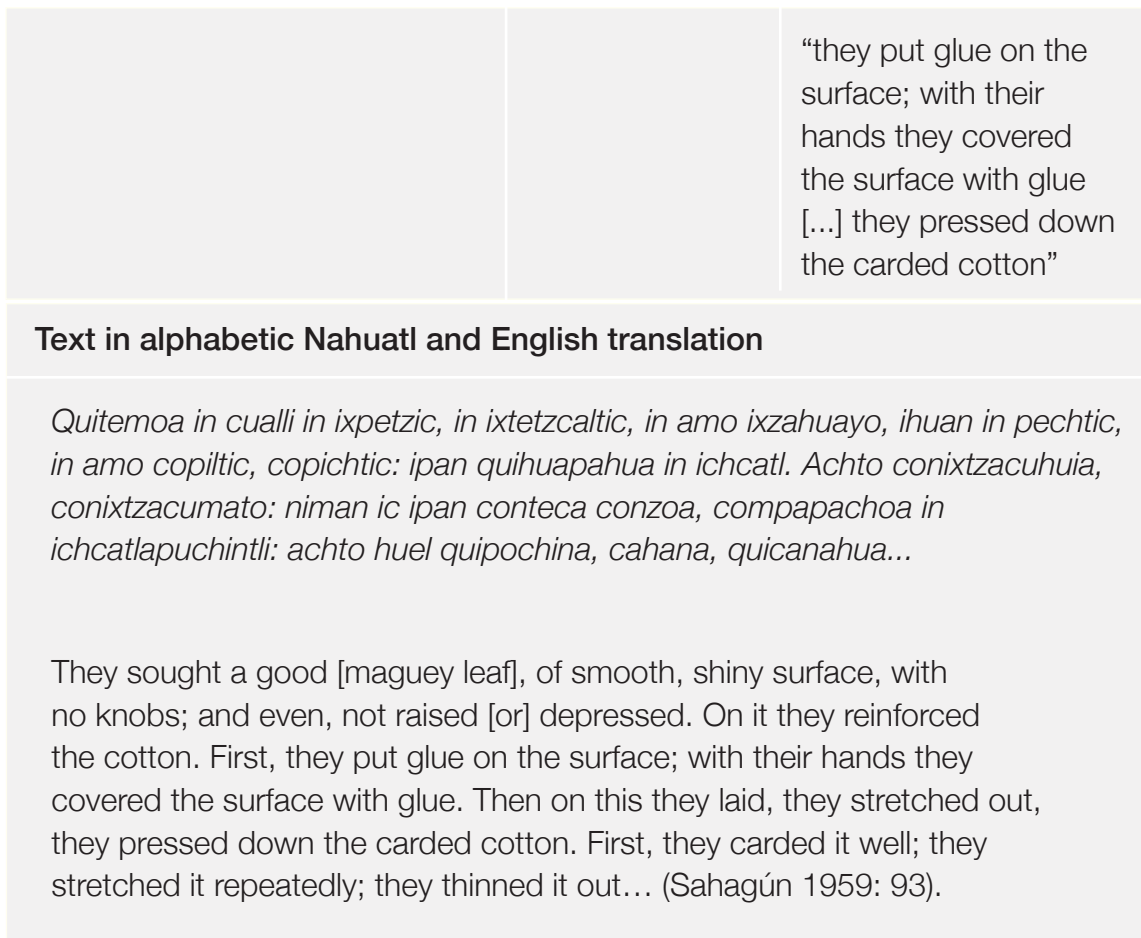 “they put glue on the
surface; with their
hands they covered
the surface with glue
[...] they pressed down
the carded cotton”
Text in alphabetic Nahuatl and English translation
Quitemoa in cualli in ixpetzic, in ixtetzcaltic, in amo ixzahuayo, ihuan in pechtic,
in amo copiltic, copichtic: ipan quihuapahua in ichcatl. Achto conixtzacuhuia,
conixtzacumato: niman ic ipan conteca conzoa, compapachoa in
ichcatlapuchintli: achto huel quipochina, cahana, quicanahua...
They sought a good [maguey leaf], of smooth, shiny surface, with
no knobs; and even, not raised [or] depressed. On it they reinforced
the cotton. First, they put glue on the surface; with their hands they
covered the surface with glue. Then on this they laid, they stretched out,
they pressed down the carded cotton. First, they carded it well; they
stretched it repeatedly; they thinned it out… (Sahagún 1959: 93).